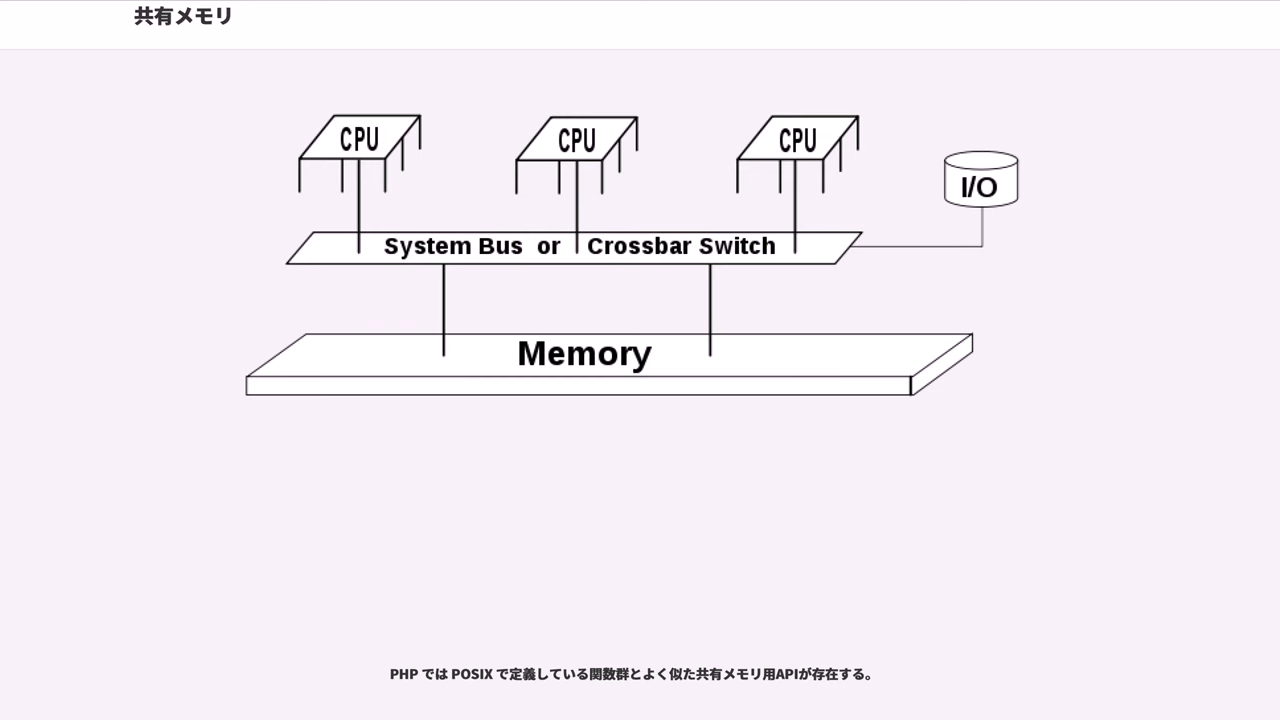 共有メモリ
CPU
CPU
CPU
I/O
System Bus or Crossbar Switch
Memory
PHP では POSIX で定義している関数群とよく似た共有メモリ用APIが存在する。